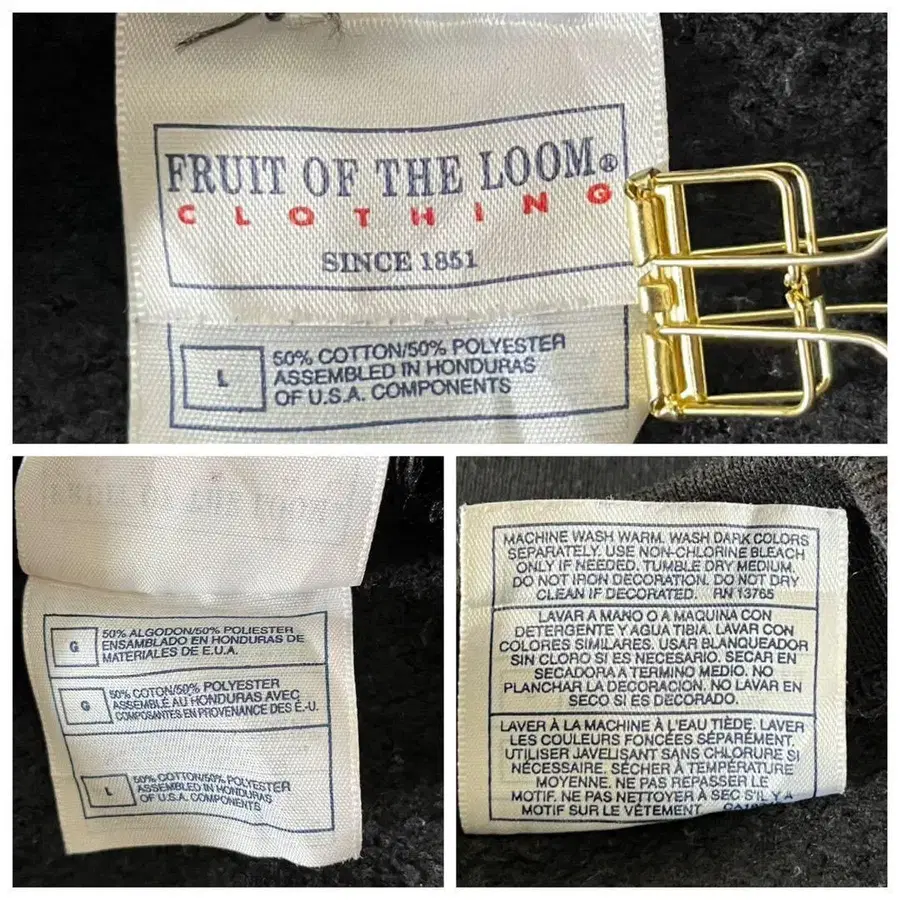 FRUIT OF THE LOOM®
CLOTHING
SINCE 1851
L
50% COTTON/50% POLYESTER
ASSEMBLED IN HONDURAS
OF U.S.A. COMPONENTS
G
50% ALGODON/50% POLIESTER
ENSAMBLADO EN HONDURAS DE
MATERIALES DE E.U.A.
G
50% COTON/50% POLYESTER
ASSEMBLÉ AU HONDURAS AVEC
COMPOSANTES EN PROVENANCE DES É.-U.
L
50% COTTON/50% POLYESTER
ASSEMBLED IN HONDURAS
OF U.S.A. COMPONENTS
MACHINE WASH WARM. WASH DARK COLORS
SEPARATELY. USE NON-CHLORINE BLEACH
ONLY IF NEEDED. TUMBLE DRY MEDIUM.
DO NOT IRON DECORATION. DO NOT DRY
CLEAN IF DECORATED. RN 13765
LAVAR A MANO O A MAQUINA CON
DETERGENTE Y AGUA TIBIA. LAVAR CON
COLORES SIMILARES. USAR BLANQUEADOR
SIN CLORO SI ES NECESARIO. SECAR EN
SECADORA A TERMINO MEDIO. NO
PLANCHAR LA DECORACION. NO LAVAR EN
SECO SI ES DECORADO.
LAVER À LA MACHINE À L'EAU TIÈDE. LAVER
LES COULEURS FONCÉES SÉPARÉMENT.
UTILISER JAVELISANT SANS CHLORURE SI
NÉCESSAIRE. SÉCHER À TEMPÉRATURE
MOYENNE. NE PAS REPASSER LE
MOTIF. NE PAS NETTOYER À SEC S'IL Y A
MOTIF SUR LE VÊTEMENT.